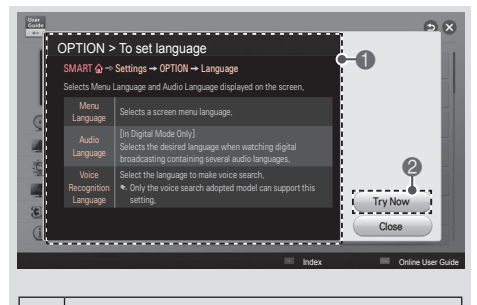 User
Guide
OPTION > To set language
SMART ⌂ ➾ Settings ➙ OPTION ➙ Language
Selects Menu Language and Audio Language displayed on the screen.
Menu
Language
Selects a screen menu language.
Audio
Language
[In Digital Mode Only]
Selects the desired language when watching digital
broadcasting containing several audio languages.
Voice
Recognition
Language
Select the language to make voice search.
Only the voice search adopted model can support this
setting.
1
2
Try Now
Close
Index
Online User Guide